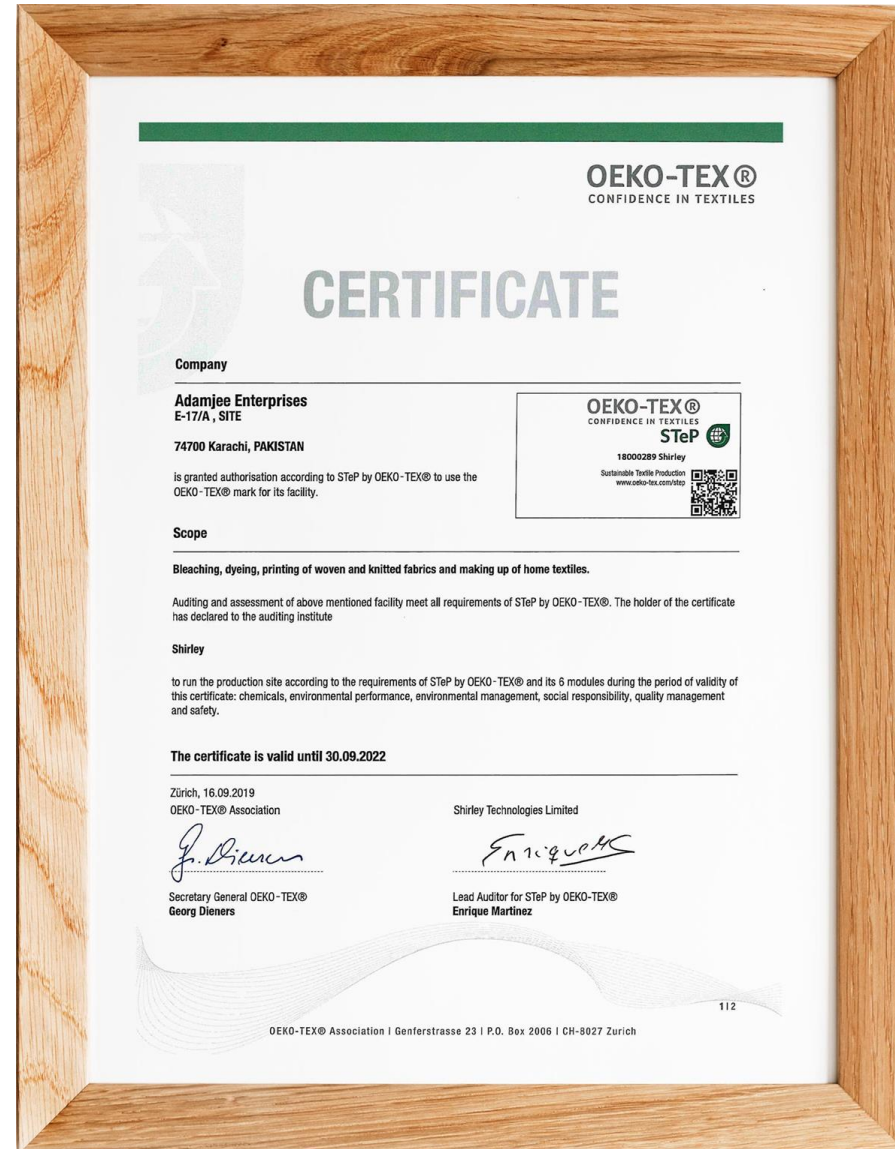 OEKO-TEX®
CONFIDENCE IN TEXTILES
CERTIFICATE
Company
Adamjee Enterprises
E-17/A , SITE
74700 Karachi, PAKISTAN
is granted authorisation according to STeP by OEKO-TEX® to use the
OEKO-TEX® mark for its facility.
OEKO-TEX®
CONFIDENCE IN TEXTILES
STeP
18000289 Shirley
Sustainable Textile Production
www.oeko-tex.com/step
Scope
Bleaching, dyeing, printing of woven and knitted fabrics and making up of home textiles.
Auditing and assessment of above mentioned facility meet all requirements of STeP by OEKO-TEX®. The holder of the certificate
has declared to the auditing institute
Shirley
to run the production site according to the requirements of STeP by OEKO-TEX® and its 6 modules during the period of validity of
this certificate: chemicals, environmental performance, environmental management, social responsibility, quality management
and safety.
The certificate is valid until 30.09.2022
Zürich, 16.09.2019
OEKO-TEX® Association
Shirley Technologies Limited
G. Dieners
Enrique MC
Secretary General OEKO-TEX®
Georg Dieners
Lead Auditor for STeP by OEKO-TEX®
Enrique Martinez
1|2
OEKO-TEX® Association | Genferstrasse 23 | P.O. Box 2006 | CH-8027 Zurich